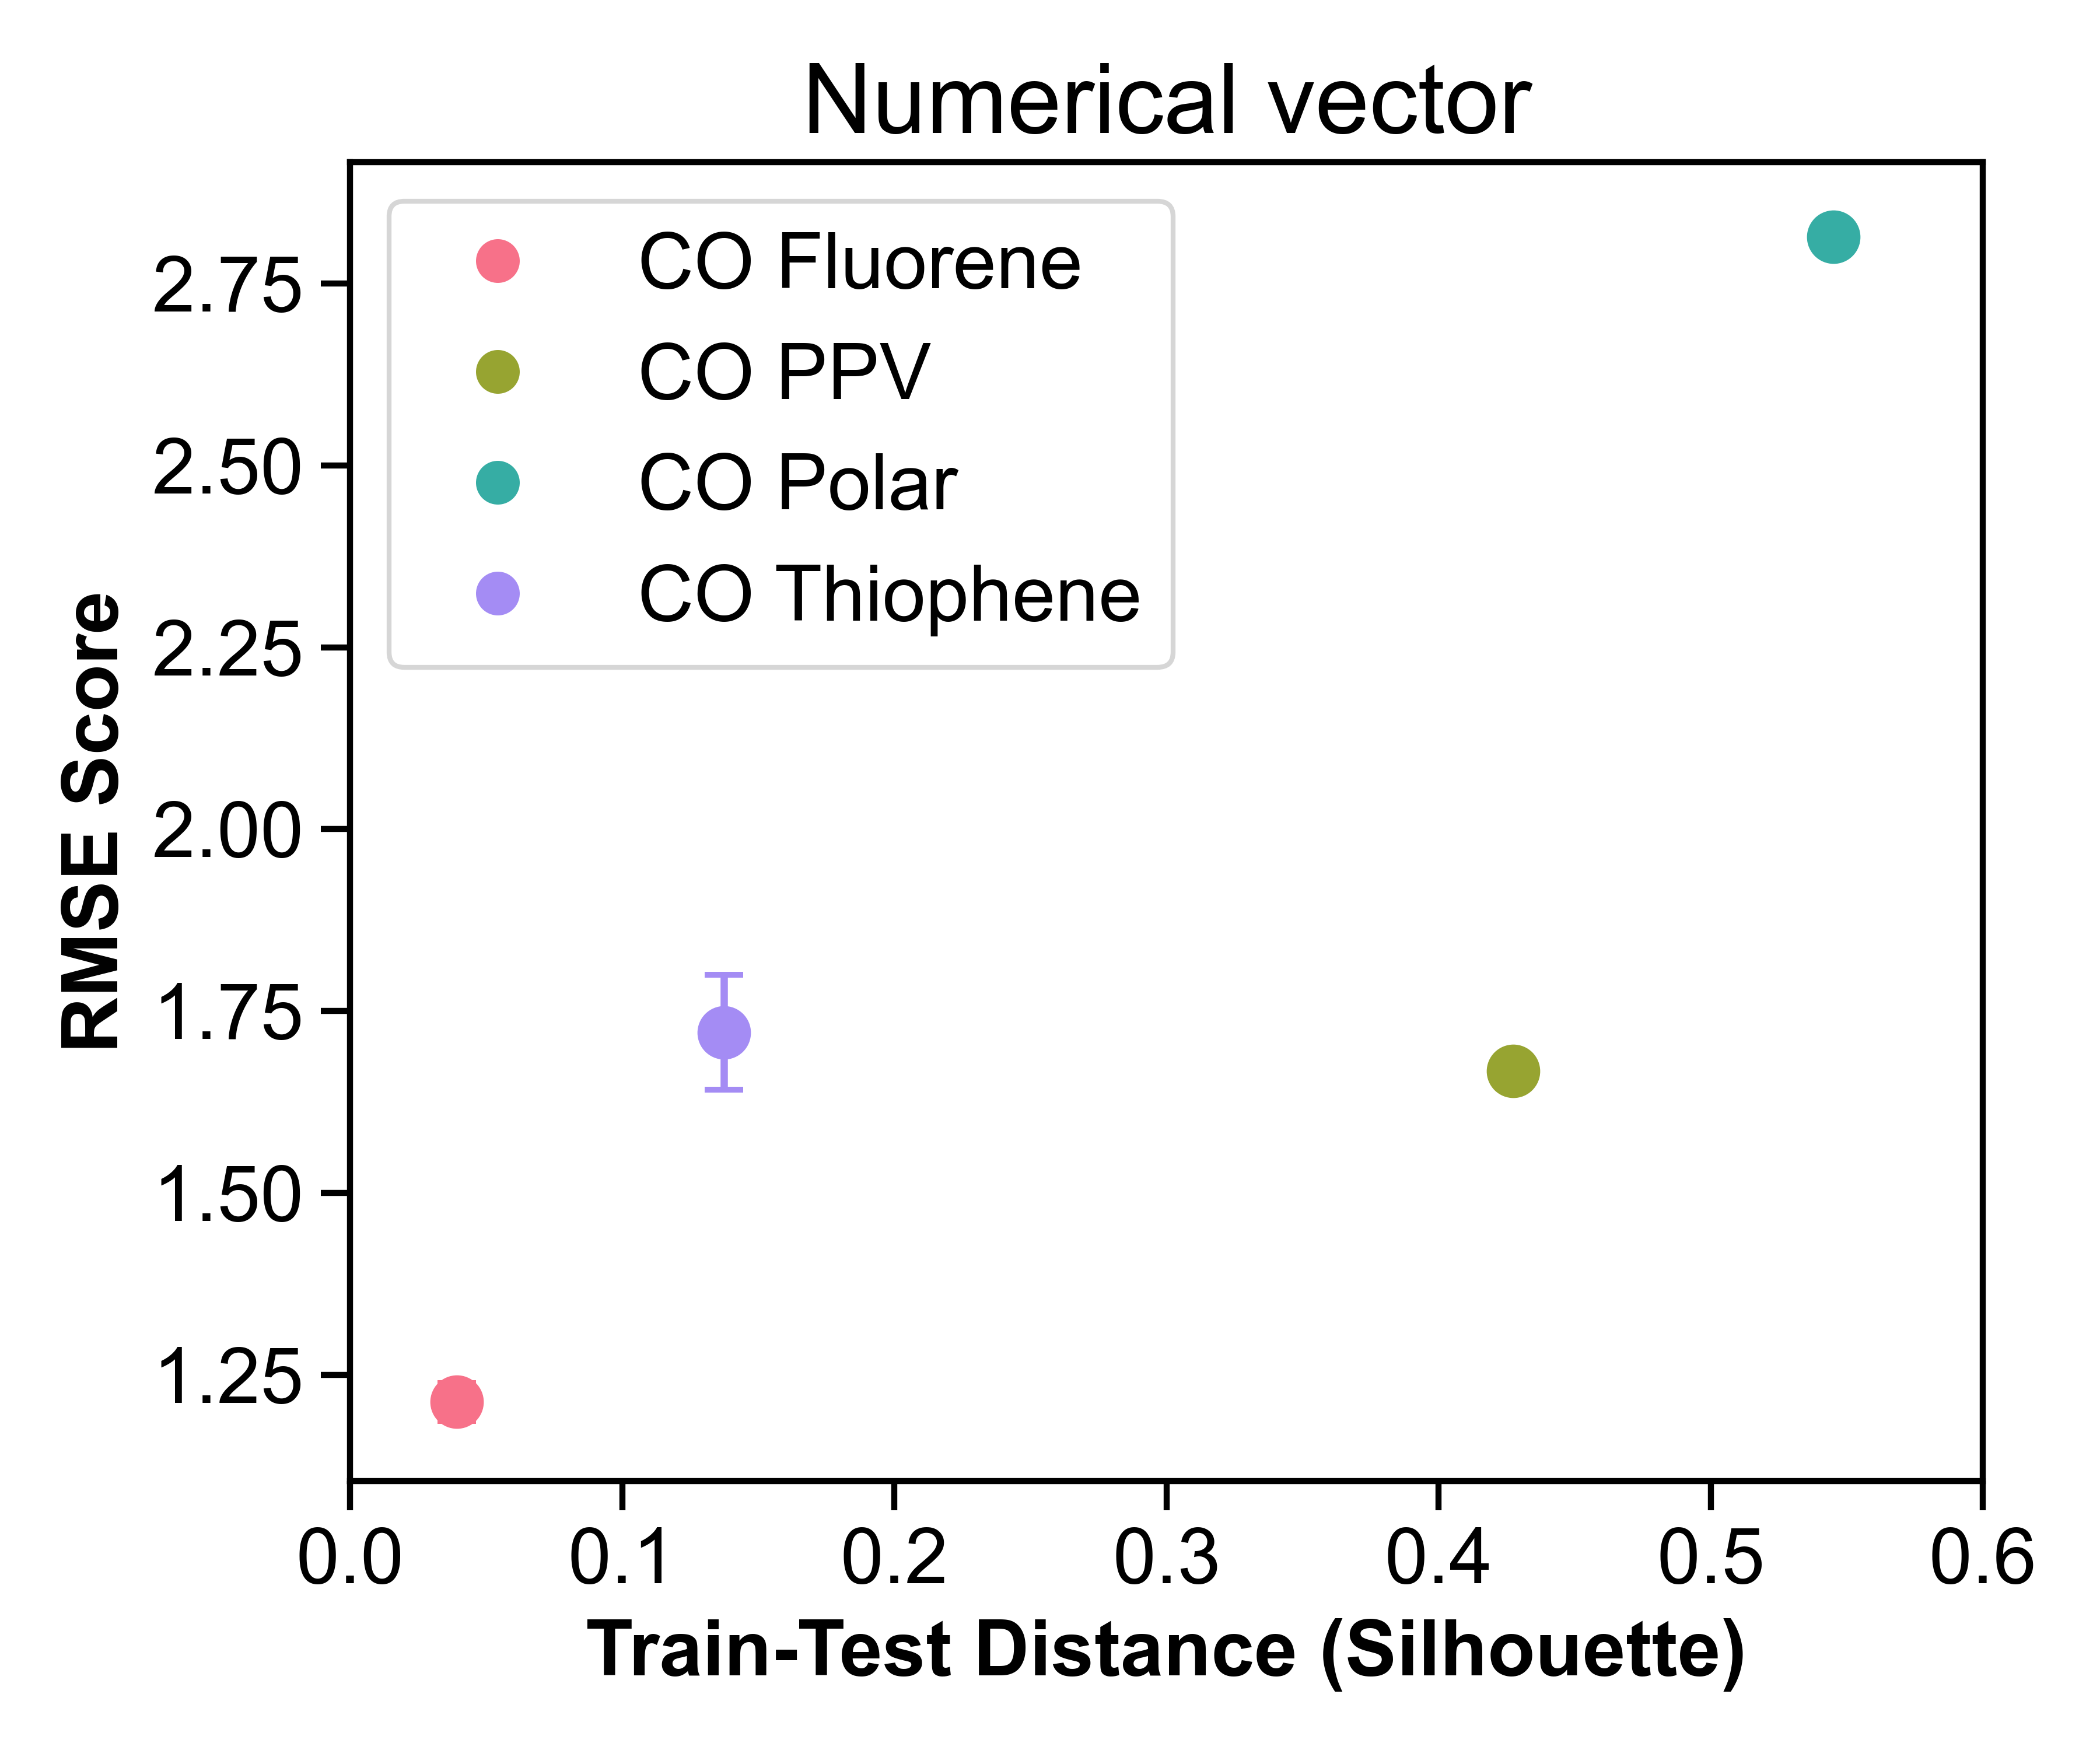 Numerical vector
CO Fluorene
CO PPV
CO Polar
CO Thiophene
RMSE Score
2.75
2.50
2.25
2.00
1.75
1.50
1.25
0.0 0.1 0.2 0.3 0.4 0.5 0.6
Train-Test Distance (Silhouette)